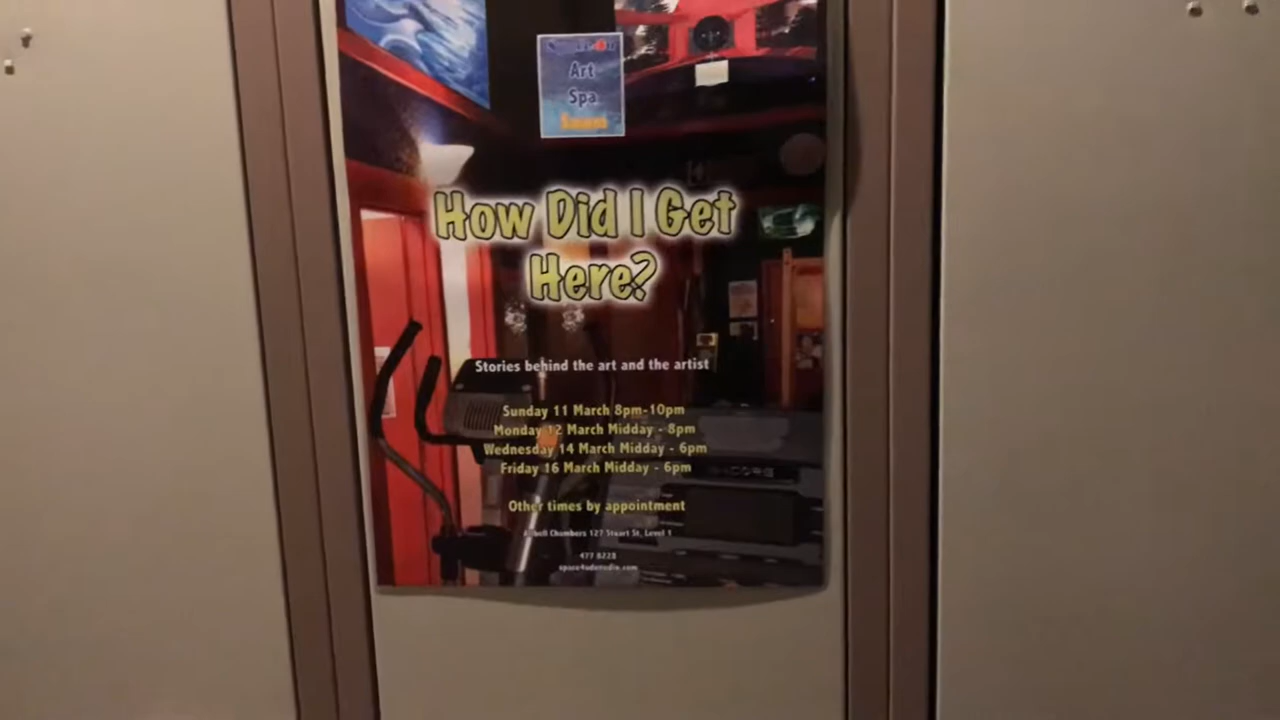 Art
Spa
How Did I Get
Here?
Stories behind the art and the artist
Sunday 11 March 8pm-10pm
Monday 12 March Midday - 8pm
Wednesday 14 March Midday - 6pm
Friday 16 March Midday - 6pm
Other times by appointment
Chambers 127 Stuart St, Level 1
477 8228